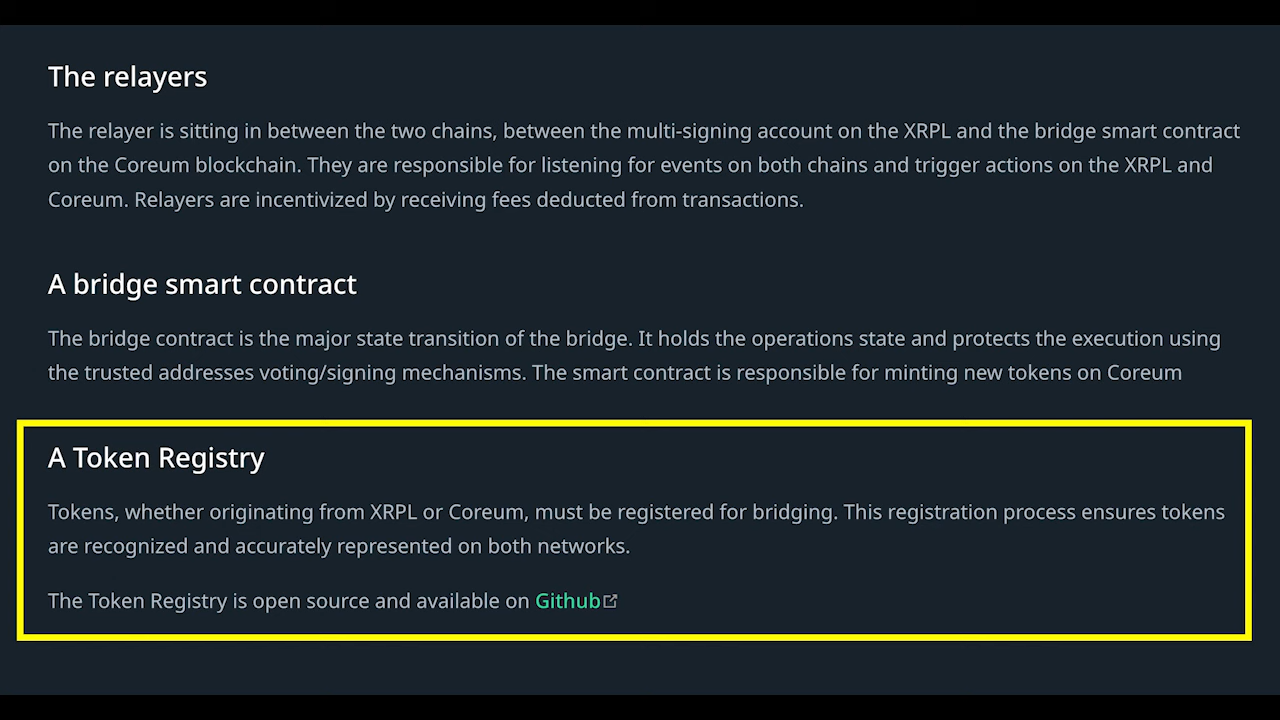 The relayers
The relayer is sitting in between the two chains, between the multi-signing account on the XRPL and the bridge smart contract
on the Coreum blockchain. They are responsible for listening for events on both chains and trigger actions on the XRPL and
Coreum. Relayers are incentivized by receiving fees deducted from transactions.
A bridge smart contract
The bridge contract is the major state transition of the bridge. It holds the operations state and protects the execution using
the trusted addresses voting/signing mechanisms. The smart contract is responsible for minting new tokens on Coreum
A Token Registry
Tokens, whether originating from XRPL or Coreum, must be registered for bridging. This registration process ensures tokens
are recognized and accurately represented on both networks.
The Token Registry is open source and available on Github